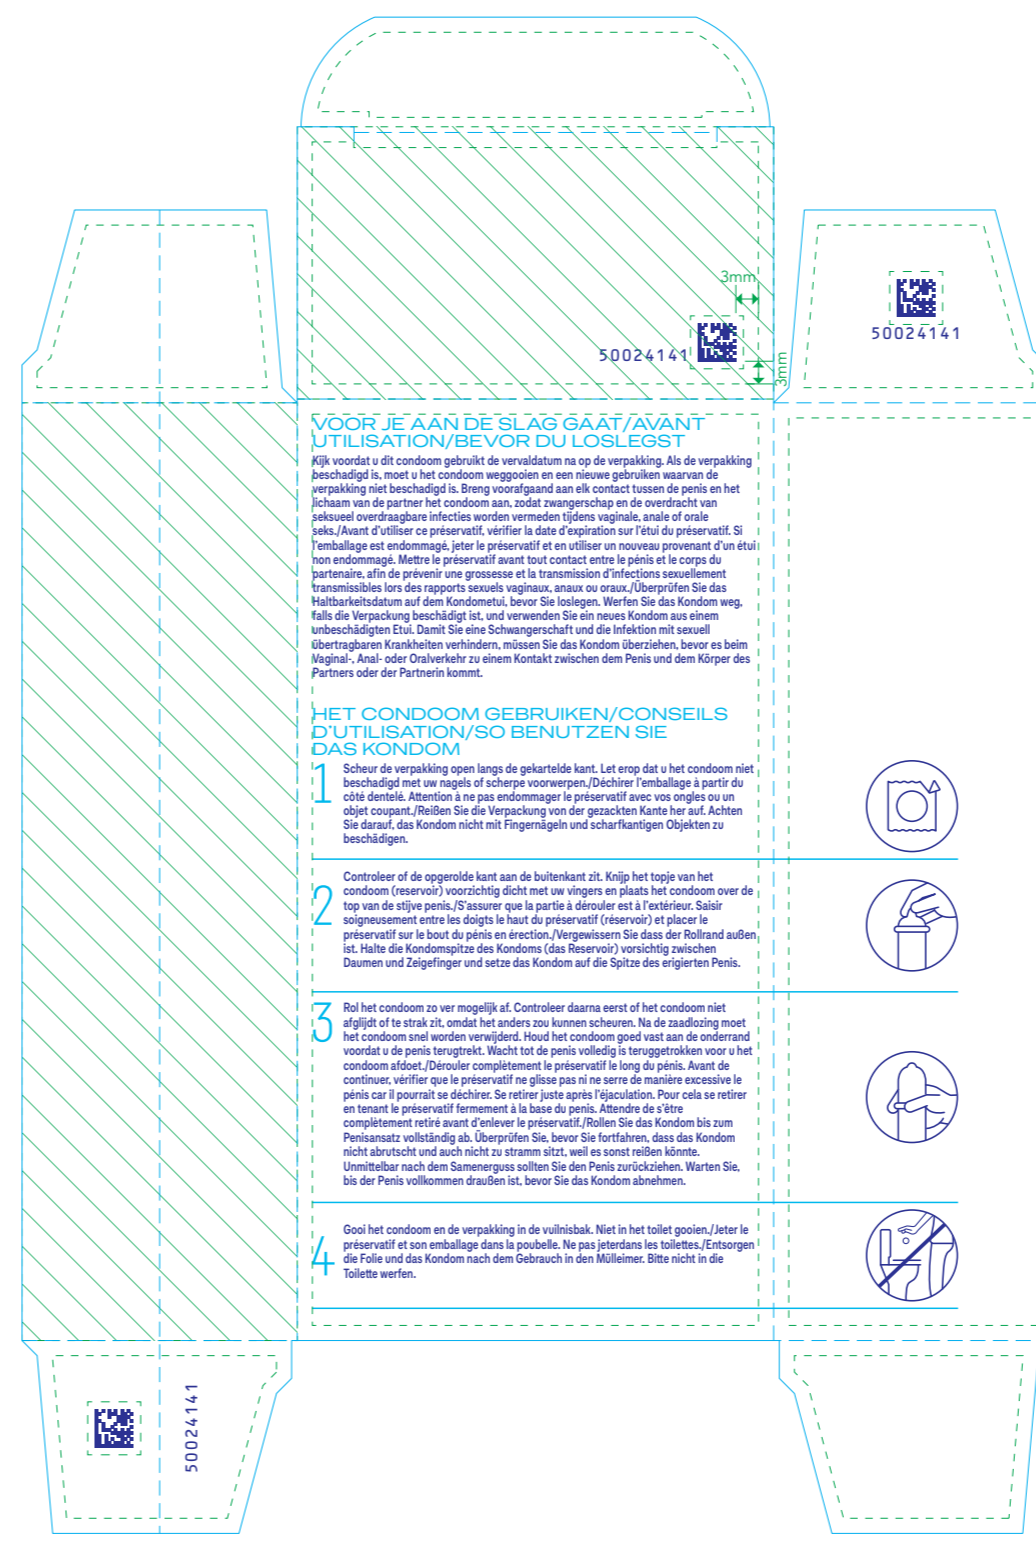 3mm
50024141
3mm
50024141
VOOR JE AAN DE SLAG GAAT/AVANT
UTILISATION/BEVOR DU LOSLEGST
Kijk voordat u dit condoom gebruikt de vervaldatum na op de verpakking. Als de verpakking
beschadigd is, moet u het condoom weggooien en een nieuwe gebruiken waarvan de
verpakking niet beschadigd is. Breng voorafgaand aan elk contact tussen de penis en het
lichaam van de partner het condoom aan, zodat zwangerschap en de overdracht van
seksueel overdraagbare infecties worden vermeden tijdens vaginale, anale of orale
seks./Avant d'utiliser ce préservatif, vérifier la date d'expiration sur l'étui du préservatif. Si
l'emballage est endommagé, jeter le préservatif et en utiliser un nouveau provenant d'un étui
non endommagé. Mettre le préservatif avant tout contact entre le pénis et le corps du
partenaire, afin de prévenir une grossesse et la transmission d'infections sexuellement
transmissibles lors des rapports sexuels vaginaux, anaux ou oraux./Überprüfen Sie das
Haltbarkeitsdatum auf dem Kondometui, bevor Sie loslegen. Werfen Sie das Kondom weg,
falls die Verpackung beschädigt ist, und verwenden Sie ein neues Kondom aus einem
unbeschädigten Etui. Damit Sie eine Schwangerschaft und die Infektion mit sexuell
übertragbaren Krankheiten verhindern, müssen Sie das Kondom überziehen, bevor es beim
Vaginal-, Anal- oder Oralverkehr zu einem Kontakt zwischen dem Penis und dem Körper des
Partners oder der Partnerin kommt.
HET CONDOOM GEBRUIKEN/CONSEILS
D'UTILISATION/SO BENUTZEN SIE
DAS KONDOM
1
Scheur de verpakking open langs de gekartelde kant. Let erop dat u het condoom niet
beschadigd met uw nagels of scherpe voorwerpen./Déchirer l'emballage à partir du
côté dentelé. Attention à ne pas endommager le préservatif avec vos ongles ou un
objet coupant./Reißen Sie die Verpackung von der gezackten Kante her auf. Achten
Sie darauf, das Kondom nicht mit Fingernägeln und scharfkantigen Objekten zu
beschädigen.
2
Controleer of de opgerolde kant aan de buitenkant zit. Knijp het topje van het
condoom (reservoir) voorzichtig dicht met uw vingers en plaats het condoom over de
top van de stijve penis./S'assurer que la partie à dérouler est à l'extérieur. Saisir
soigneusement entre les doigts le haut du préservatif (réservoir) et placer le
préservatif sur le bout du pénis en érection./Vergewissern Sie dass der Rollrand außen
ist. Halte die Kondomspitze des Kondoms (das Reservoir) vorsichtig zwischen
Daumen und Zeigefinger und setze das Kondom auf die Spitze des erigierten Penis.
3
Rol het condoom zo ver mogelijk af. Controleer daarna eerst of het condoom niet
afglijdt of te strak zit, omdat het anders zou kunnen scheuren. Na de zaadlozing moet
het condoom snel worden verwijderd. Houd het condoom goed vast aan de onderrand
voordat u de penis terugtrekt. Wacht tot de penis volledig is teruggetrokken voor u het
condoom afdoet./Dérouler complètement le préservatif le long du pénis. Avant de
continuer, vérifier que le préservatif ne glisse pas ni ne serre de manière excessive le
pénis car il pourrait se déchirer. Se retirer juste après l'éjaculation. Pour cela se retirer
en tenant le préservatif fermement à la base du penis. Attendre de s'être
complètement retiré avant d'enlever le préservatif./Rollen Sie das Kondom bis zum
Penisansatz vollständig ab. Überprüfen Sie, bevor Sie fortfahren, dass das Kondom
nicht abrutscht und auch nicht zu stramm sitzt, weil es sonst reißen könnte.
Unmittelbar nach dem Samenerguss sollten Sie den Penis zurückziehen. Warten Sie,
bis der Penis vollkommen draußen ist, bevor Sie das Kondom abnehmen.
4
Gooi het condoom en de verpakking in de vuilnisbak. Niet in het toilet gooien./Jeter le
préservatif et son emballage dans la poubelle. Ne pas jeterdans les toilettes./Entsorgen
die Folie und das Kondom nach dem Gebrauch in den Mülleimer. Bitte nicht in die
Toilette werfen.
50024141